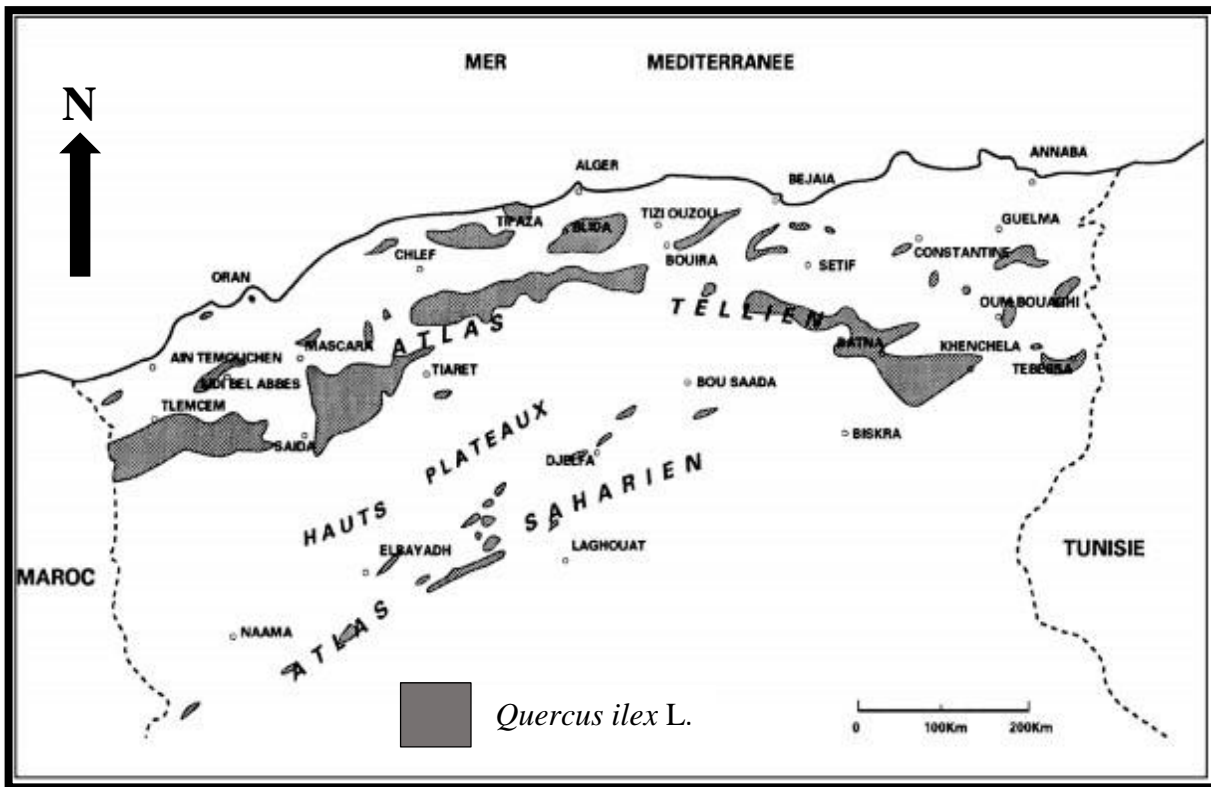 MER MEDITERRANEE
N
ALGER
ANNABA
BEJAIA
TIPAZA
BLIDA
TIZI OUZOU
GUELMA
CHLEF
BOUIRA
SETIF
CONSTANTINE
ORAN
OUM BOUAGHI
ATLAS TELLIEN
MASCARA
AIN TEMOUCHEN
SIDI BEL ABBES
TIARET
BATNA
KHENCHELA
TEBESSA
BOU SAADA
TLEMCEM
SAIDA
BISKRA
DJELFA
HAUTS PLATEAUX
ATLAS SAHARIEN
ELBAYADH
LAGHOUAT
MAROC
TUNISIE
NAAMA
Quercus ilex L.
0 100Km 200Km